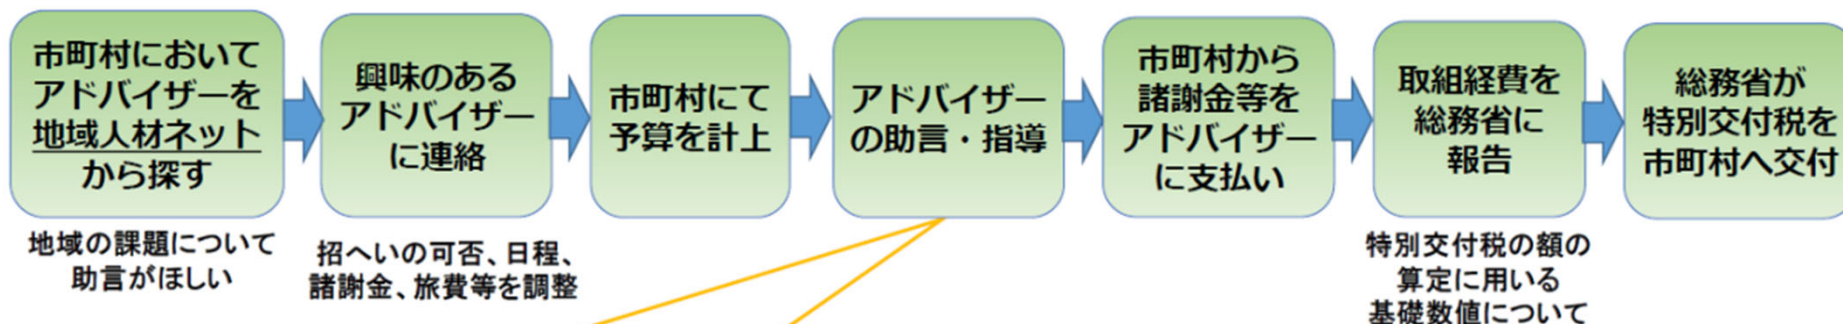 市町村において
アドバイザーを
地域人材ネット
から探す
地域の課題について
助言がほしい
興味のある
アドバイザー
に連絡
招へいの可否、日程、
諸謝金、旅費等を調整
市町村にて
予算を計上
アドバイザー
の助言・指導
市町村から
諸謝金等を
アドバイザー
に支払い
取組経費を
総務省に
報告
特別交付税の額の
算定に用いる
基礎数値について
総務省が
特別交付税を
市町村へ交付